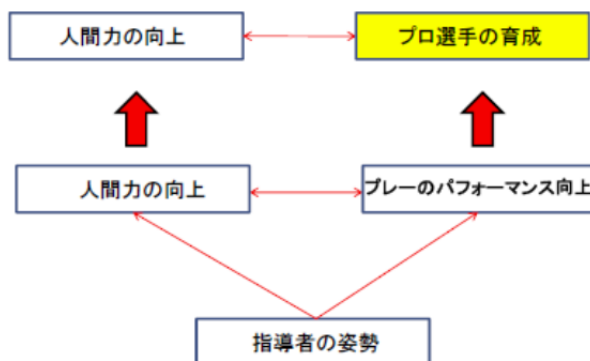 人間力の向上
プロ選手の育成
人間力の向上
プレーのパフォーマンス向上
指導者の姿勢